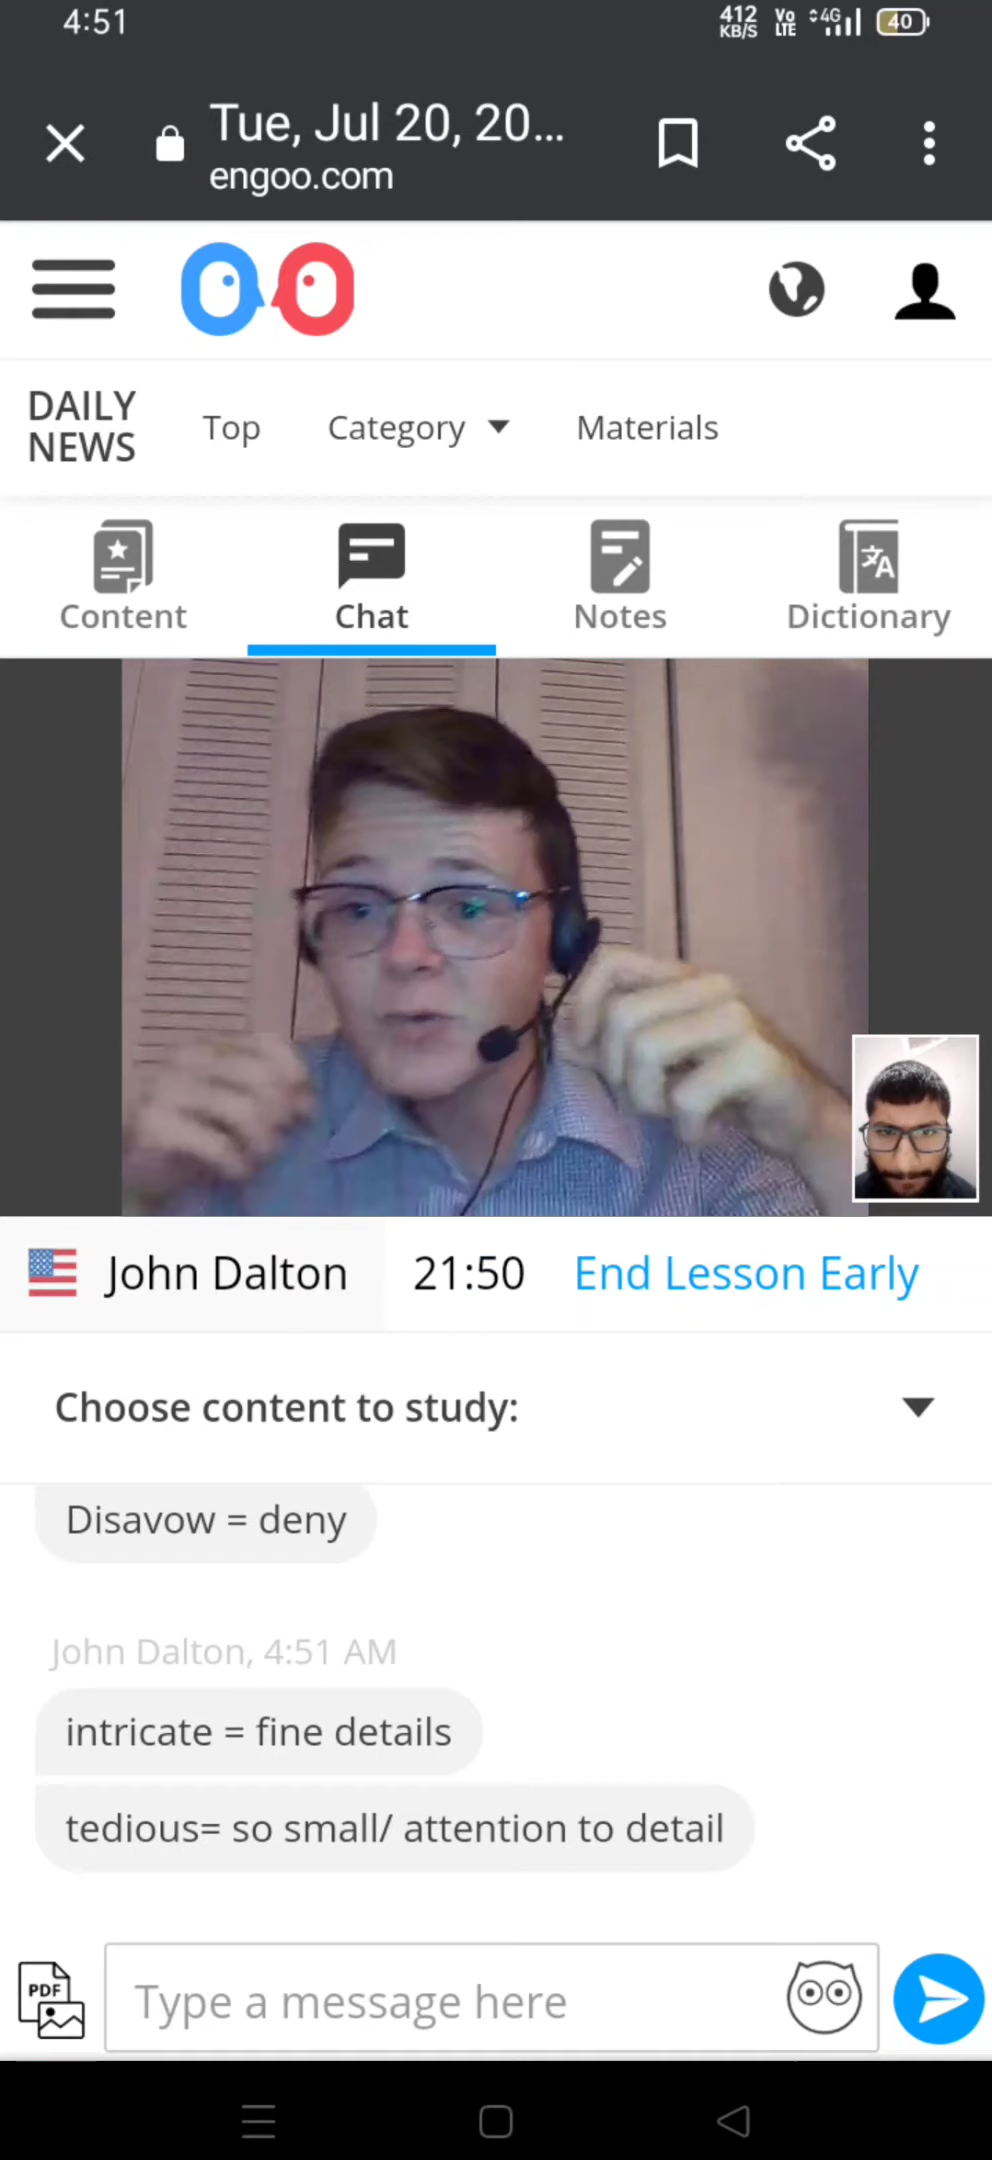 4:51
412 KB/S Vo LTE 4G 40
Tue, Jul 20, 20...
engoo.com
DAILY NEWS
Top
Category
Materials
Content
Chat
Notes
Dictionary
John Dalton
21:50
End Lesson Early
Choose content to study:
Disavow = deny
John Dalton, 4:51 AM
intricate = fine details
tedious= so small/ attention to detail
PDF
Type a message here